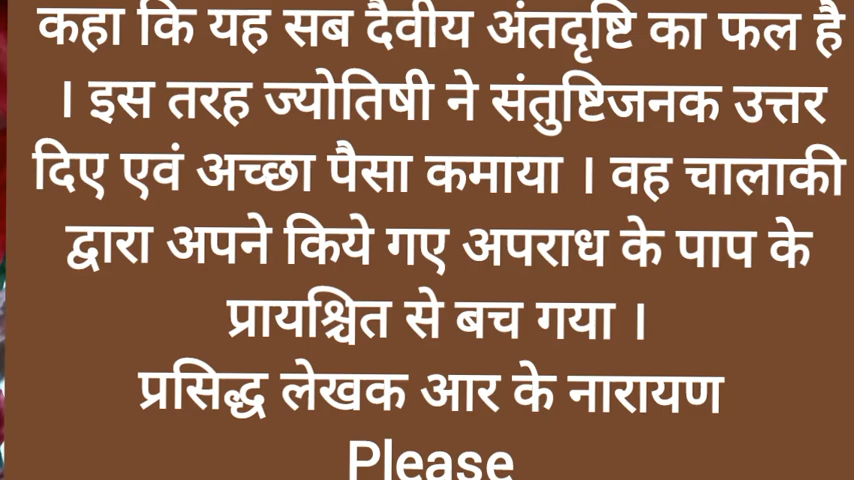 कहा कि यह सब दैवीय अंतदृष्टि का फल है
। इस तरह ज्योतिषी ने संतुष्टिजनक उत्तर
दिए एवं अच्छा पैसा कमाया । वह चालाकी
द्वारा अपने किये गए अपराध के पाप के
प्रायश्चित से बच गया ।
प्रसिद्ध लेखक आर के नारायण
Please